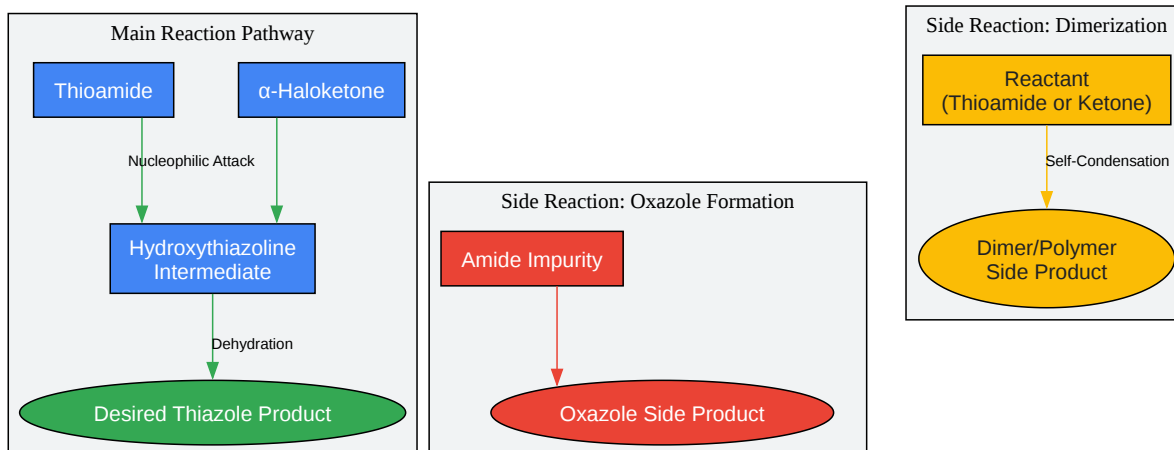 Main Reaction Pathway
Thioamide
α-Haloketone
Nucleophilic Attack
Hydroxythiazoline
Intermediate
Dehydration
Desired Thiazole Product
Side Reaction: Oxazole Formation
Amide Impurity
Oxazole Side Product
Side Reaction: Dimerization
Reactant
(Thioamide or Ketone)
Self-Condensation
Dimer/Polymer
Side Product